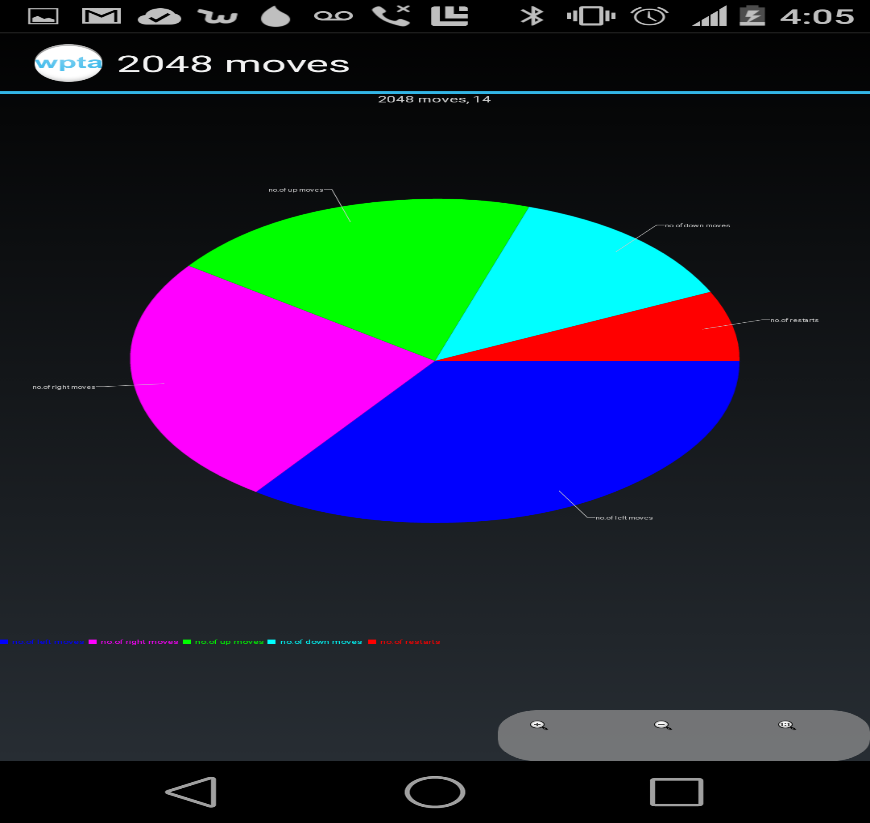 4:05
wpta 2048 moves
2048 moves, 14
no.of up moves
no.of down moves
no.of restarts
no.of right moves
no.of left moves
no.of right moves no.of up moves no.of down moves no.of restarts